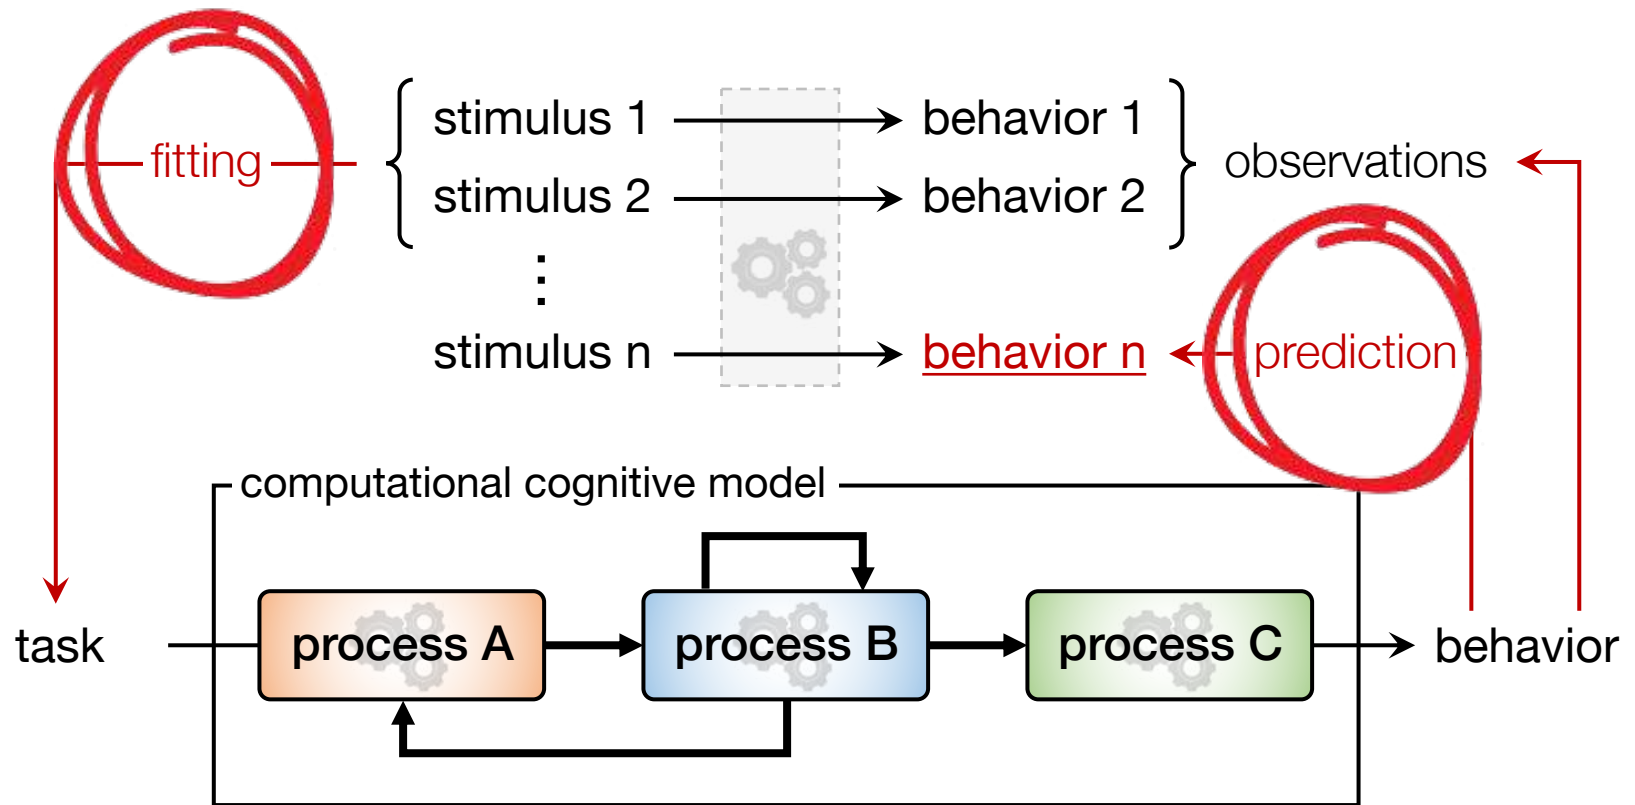 stimulus 1 behavior 1
fitting observations
stimulus 2 behavior 2
⋮
stimulus n behavior n prediction
computational cognitive model
task process A process B process C behavior